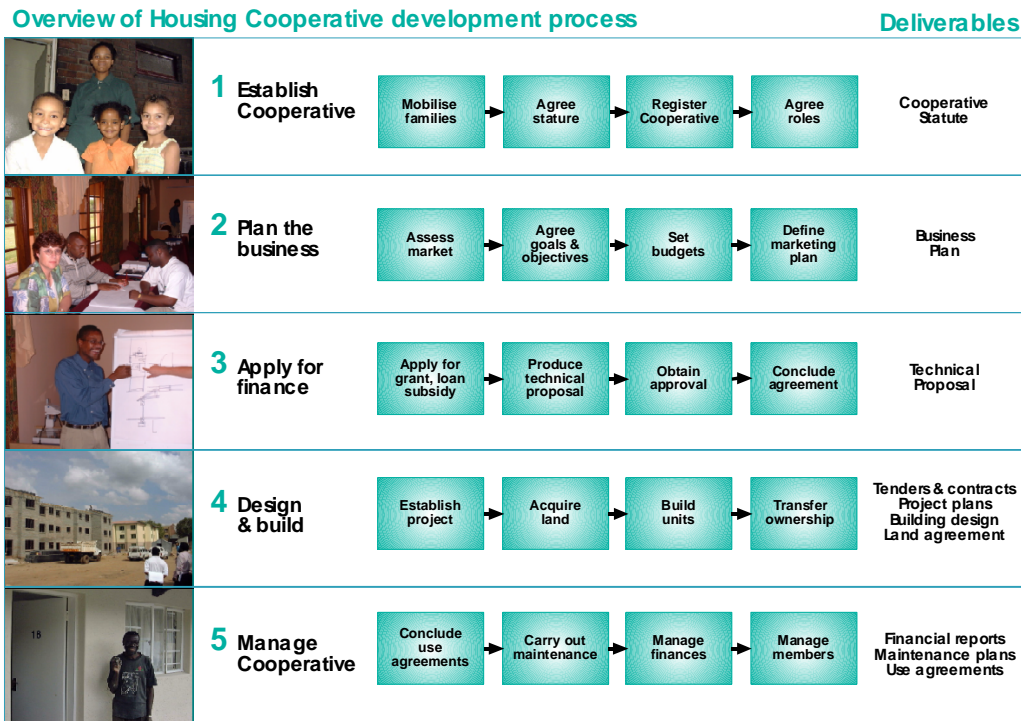 Overview of Housing Cooperative development process
Deliverables
1 Establish
Cooperative
Mobilise
families
Agree
stature
Register
Cooperative
Agree
roles
Cooperative
Statute
2 Plan the
business
Assess
market
Agree
goals &
objectives
Set
budgets
Define
marketing
plan
Business
Plan
3 Apply for
finance
Apply for
grant, loan
subsidy
Produce
technical
proposal
Obtain
approval
Conclude
agreement
Technical
Proposal
4 Design
& build
Establish
project
Acquire
land
Build
units
Transfer
ownership
Tenders & contracts
Project plans
Building design
Land agreement
18
5 Manage
Cooperative
Conclude
use
agreements
Carry out
maintenance
Manage
finances
Manage
members
Financial reports
Maintenance plans
Use agreements